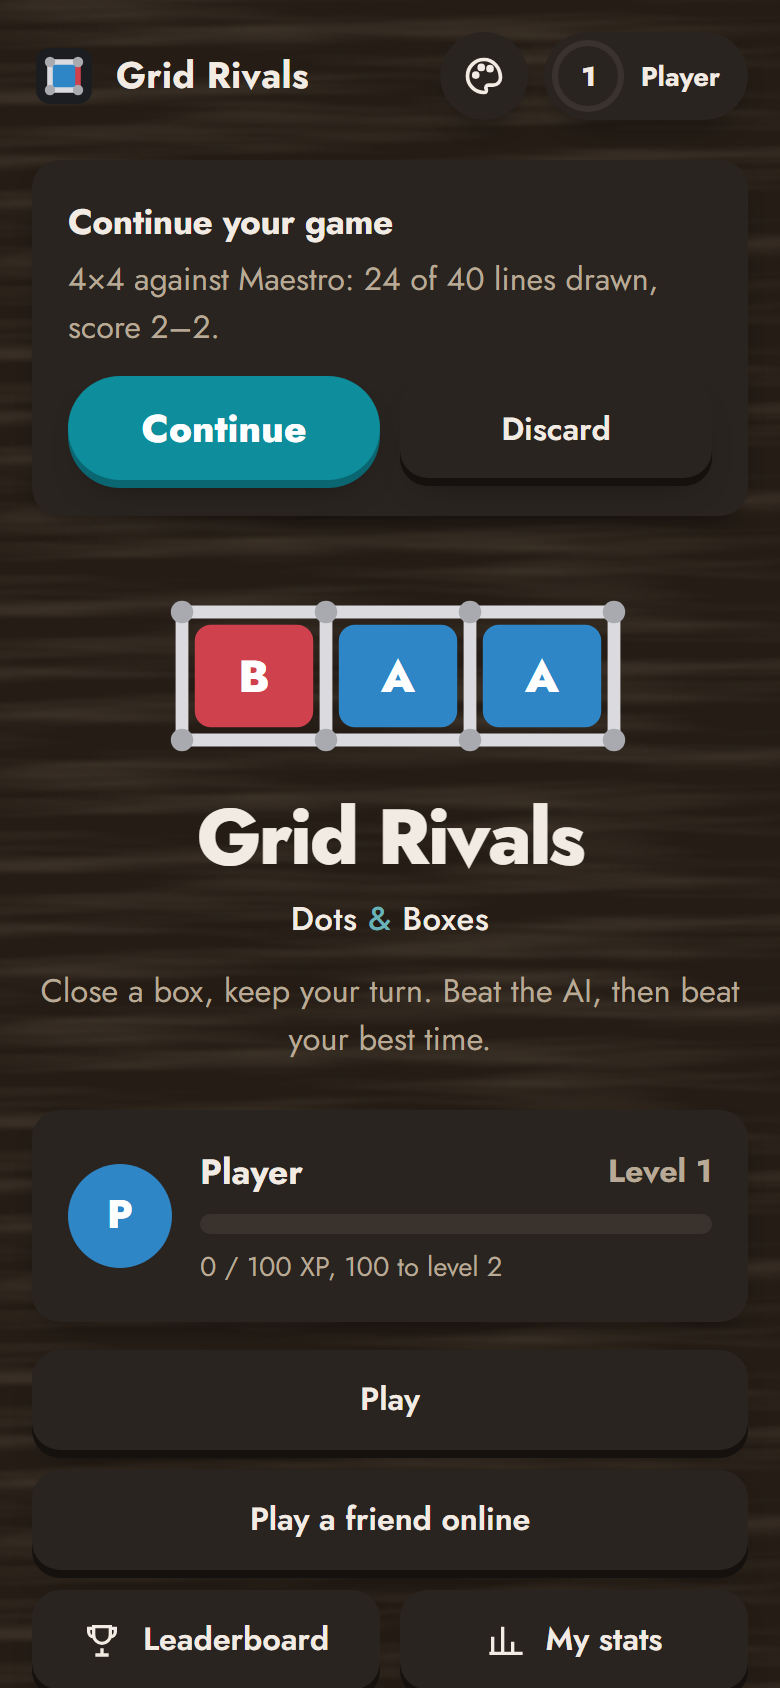 Grid Rivals
1 Player
Continue your game
4×4 against Maestro: 24 of 40 lines drawn,
score 2–2.
Continue
Discard
B A A
Grid Rivals
Dots & Boxes
Close a box, keep your turn. Beat the AI, then beat
your best time.
P
Player
Level 1
0 / 100 XP, 100 to level 2
Play
Play a friend online
Leaderboard
My stats